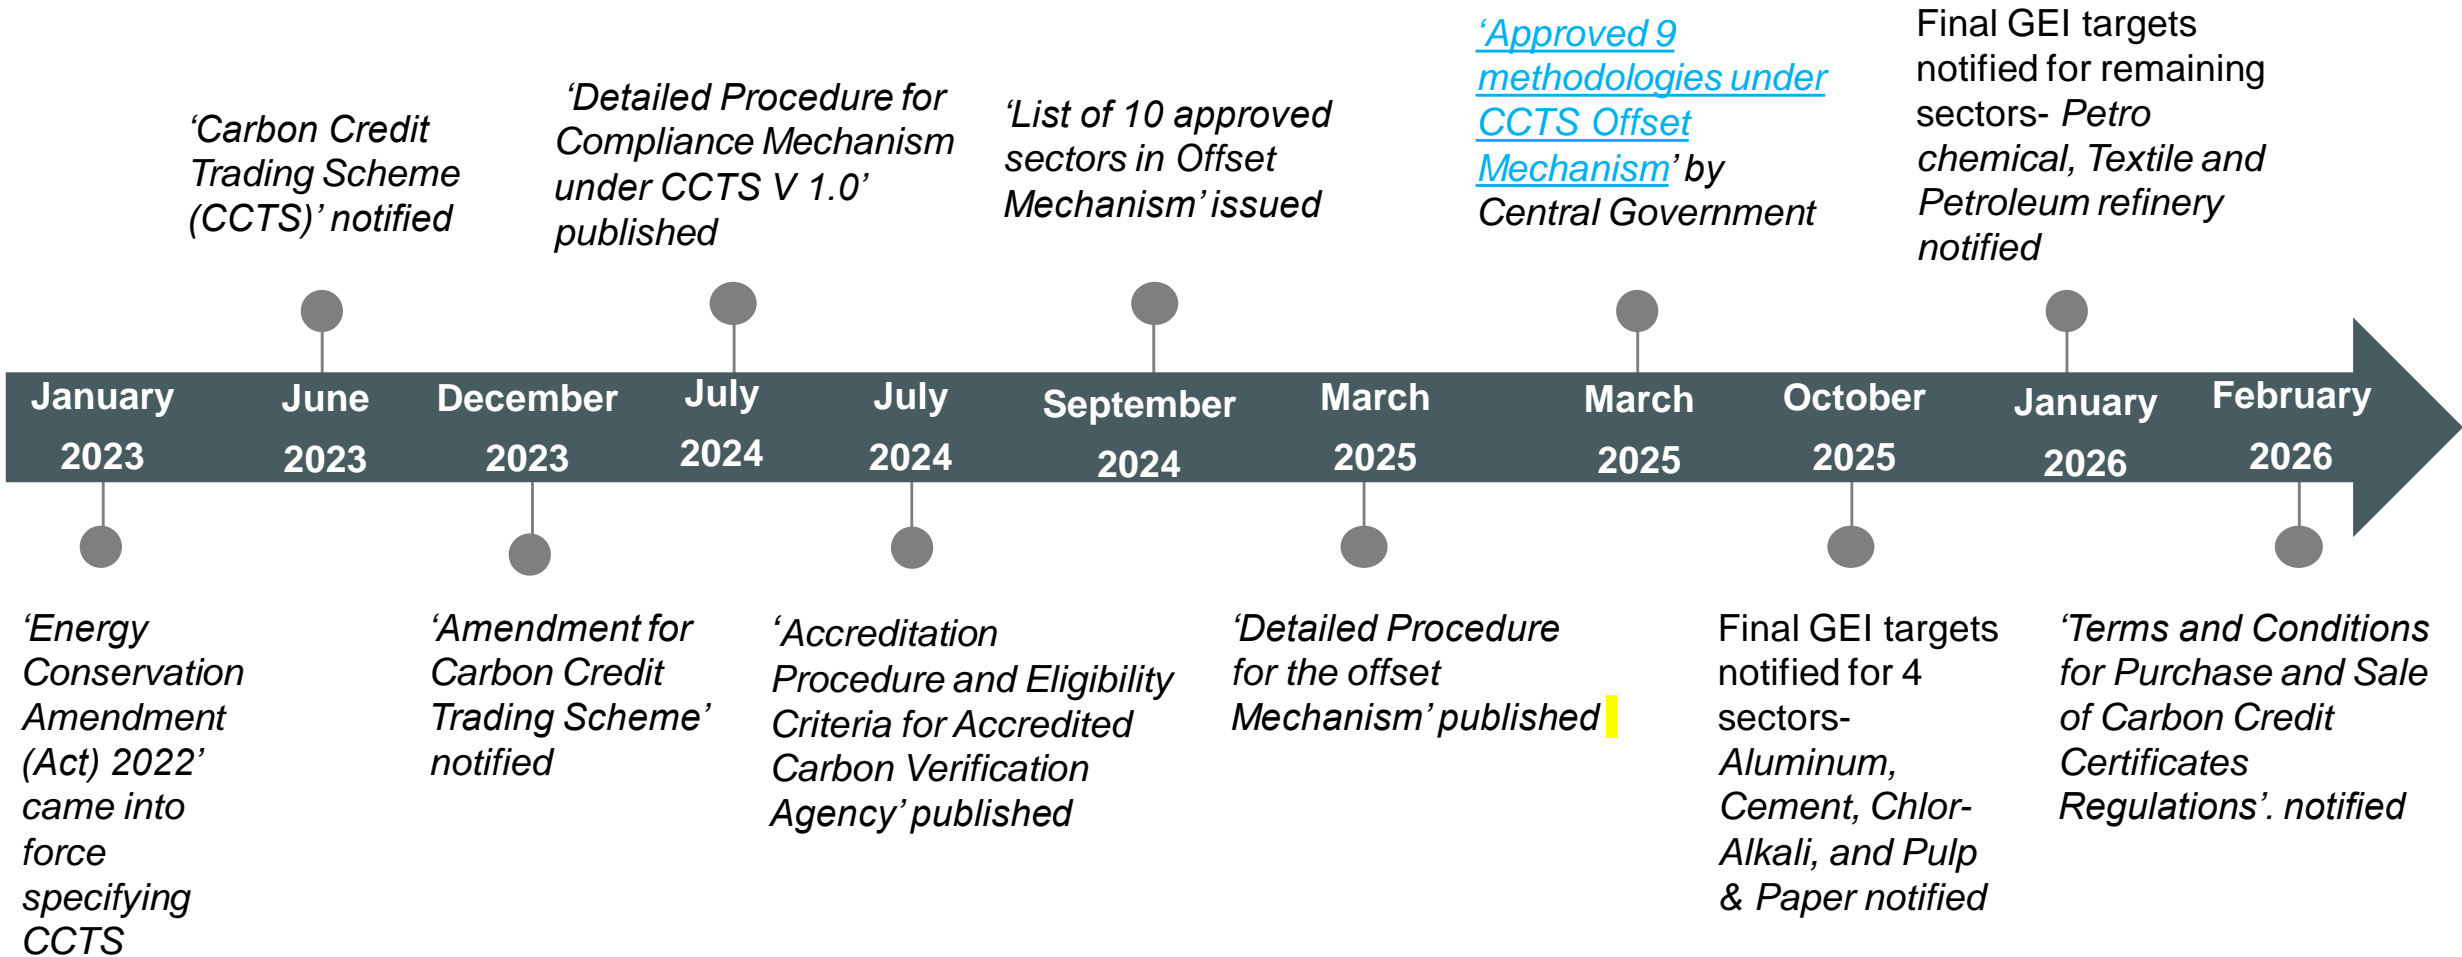 ‘Carbon Credit
Trading Scheme
(CCTS)’ notified
‘Detailed Procedure for
Compliance Mechanism
under CCTS V 1.0’
published
‘List of 10 approved
sectors in Offset
Mechanism’ issued
‘Approved 9
methodologies under
CCTS Offset
Mechanism’ by
Central Government
Final GEI targets
notified for remaining
sectors- Petro
chemical, Textile and
Petroleum refinery
notified
January
2023
June
2023
December
2023
July
2024
July
2024
September
2024
March
2025
March
2025
October
2025
January
2026
February
2026
‘Energy
Conservation
Amendment
(Act) 2022’
came into
force
specifying
CCTS
‘Amendment for
Carbon Credit
Trading Scheme’
notified
‘Accreditation
Procedure and Eligibility
Criteria for Accredited
Carbon Verification
Agency’ published
‘Detailed Procedure
for the offset
Mechanism’ published
Final GEI targets
notified for 4
sectors-
Aluminum,
Cement, Chlor-
Alkali, and Pulp
& Paper notified
‘Terms and Conditions
for Purchase and Sale
of Carbon Credit
Certificates
Regulations’. notified